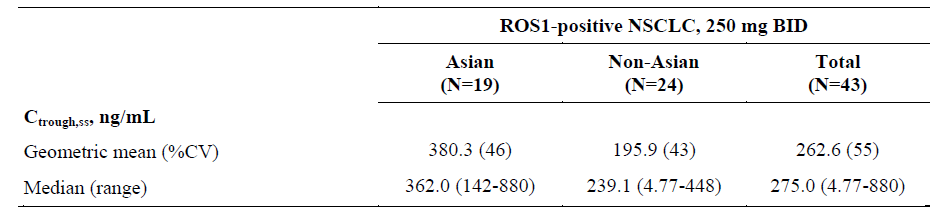 ROS1-positive NSCLC, 250 mg BID
Asian Non-Asian Total
(N=19) (N=24) (N=43)
Ctrough,ss, ng/mL
Geometric mean (%CV) 380.3 (46) 195.9 (43) 262.6 (55)
Median (range) 362.0 (142-880) 239.1 (4.77-448) 275.0 (4.77-880)